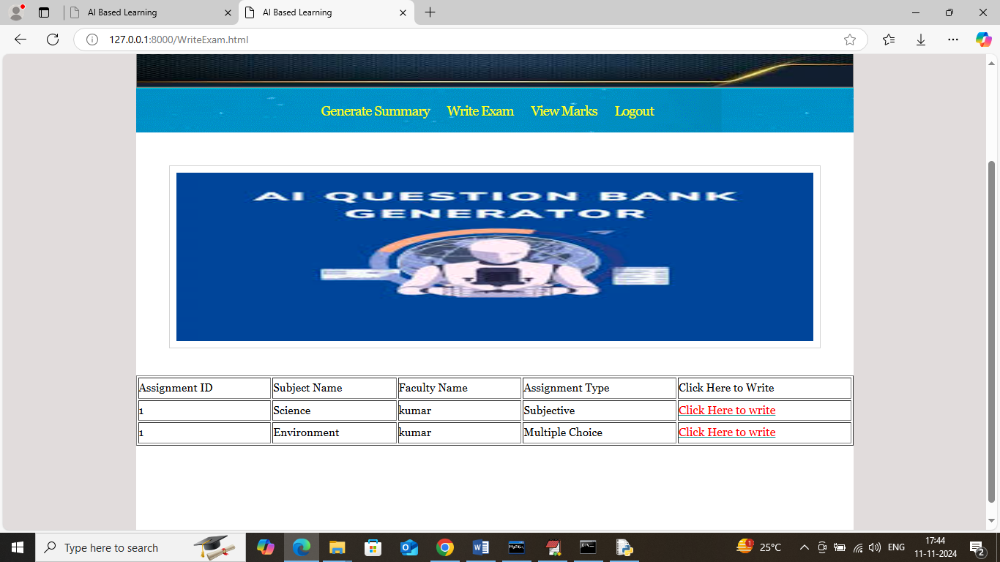 AI Based Learning
AI Based Learning
127.0.0.1:8000/WriteExam.html
Generate Summary Write Exam View Marks Logout
AI QUESTION BANK
GENERATOR
Assignment ID Subject Name Faculty Name Assignment Type Click Here to Write
1 Science kumar Subjective Click Here to write
1 Environment kumar Multiple Choice Click Here to write
Type here to search
1
25°C
ENG
17:44
11-11-2024
2